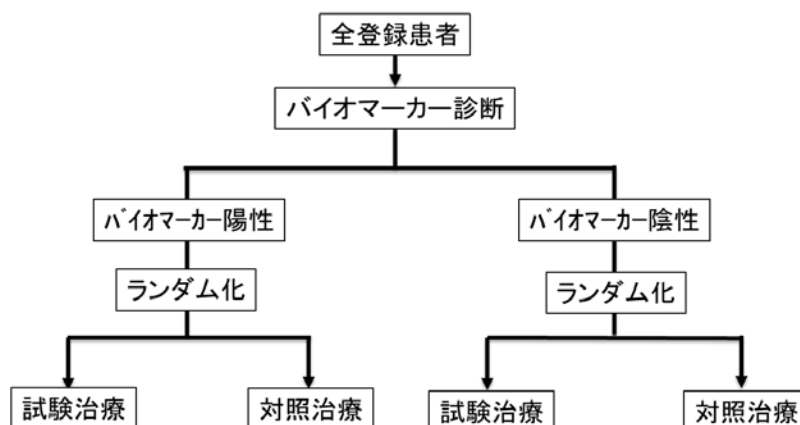 全登録患者
バイオマーカー診断
バイオマーカー陽性
バイオマーカー陰性
ランダム化
ランダム化
試験治療
対照治療
試験治療
対照治療